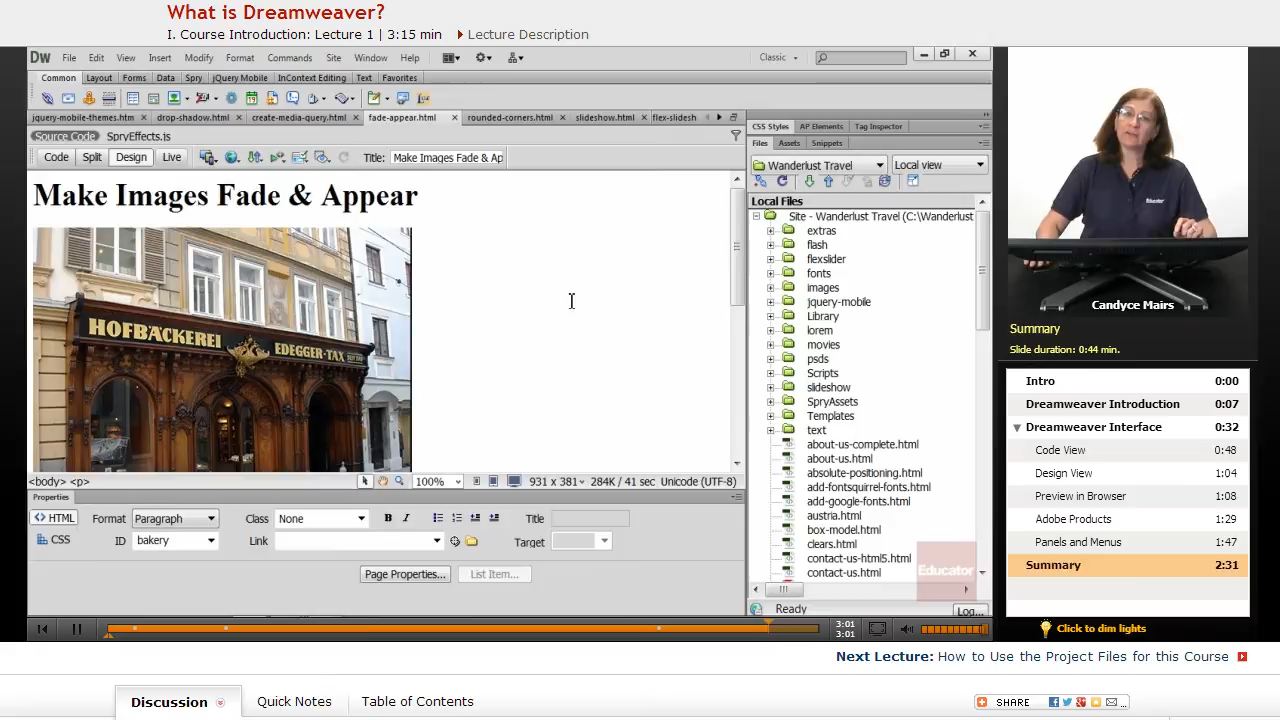 What is Dreamweaver?
I. Course Introduction: Lecture 1 | 3:15 min Lecture Description
Dw File Edit View Insert Modify Format Commands Site Window Help Classic
Common Layout Forms Data Spry jQuery Mobile InContext Editing Text Favorites
jquery-mobile-themes.htm drop-shadow.html create-media-query.html fade-appear.html rounded-corners.html slideshow.html flex-slidesh
Source Code SpryEffects.js
Code Split Design Live Title: Make Images Fade & Ap
Make Images Fade & Appear
HOFBÄCKEREI EDEGGER-TAX
<body> <p> 100% 931 x 381 284K / 41 sec Unicode (UTF-8)
Properties
HTML Format Paragraph Class None B I Title
CSS ID bakery Link Target
Page Properties... List Item...
CSS Styles AP Elements Tag Inspector
Files Assets Snippets
Wanderlust Travel Local view
Local Files
Site - Wanderlust Travel (C:\Wanderlust
extras
flash
flexslider
fonts
images
jquery-mobile
Library
lorem
movies
psds
Scripts
slideshow
SpryAssets
Templates
text
about-us-complete.html
about-us.html
absolute-positioning.html
add-fontsquirrel-fonts.html
add-google-fonts.html
austria.html
box-model.html
clears.html
contact-us-html5.html
contact-us.html
Educator
Ready Log...
3:01
3:01
Educator
Candyce Mairs
Summary
Slide duration: 0:44 min.
Intro 0:00
Dreamweaver Introduction 0:07
Dreamweaver Interface 0:32
Code View 0:48
Design View 1:04
Preview in Browser 1:08
Adobe Products 1:29
Panels and Menus 1:47
Summary 2:31
Click to dim lights
Next Lecture: How to Use the Project Files for this Course
Discussion Quick Notes Table of Contents
SHARE